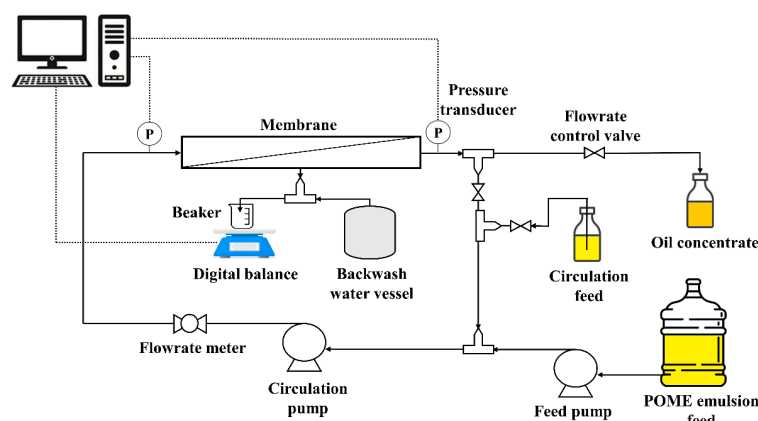 Pressure
transducer
Flowrate
control valve
P
Membrane
P
Beaker
Digital balance
Backwash
water vessel
Circulation
feed
Oil concentrate
Flowrate meter
Circulation
pump
Feed pump
POME emulsion
feed